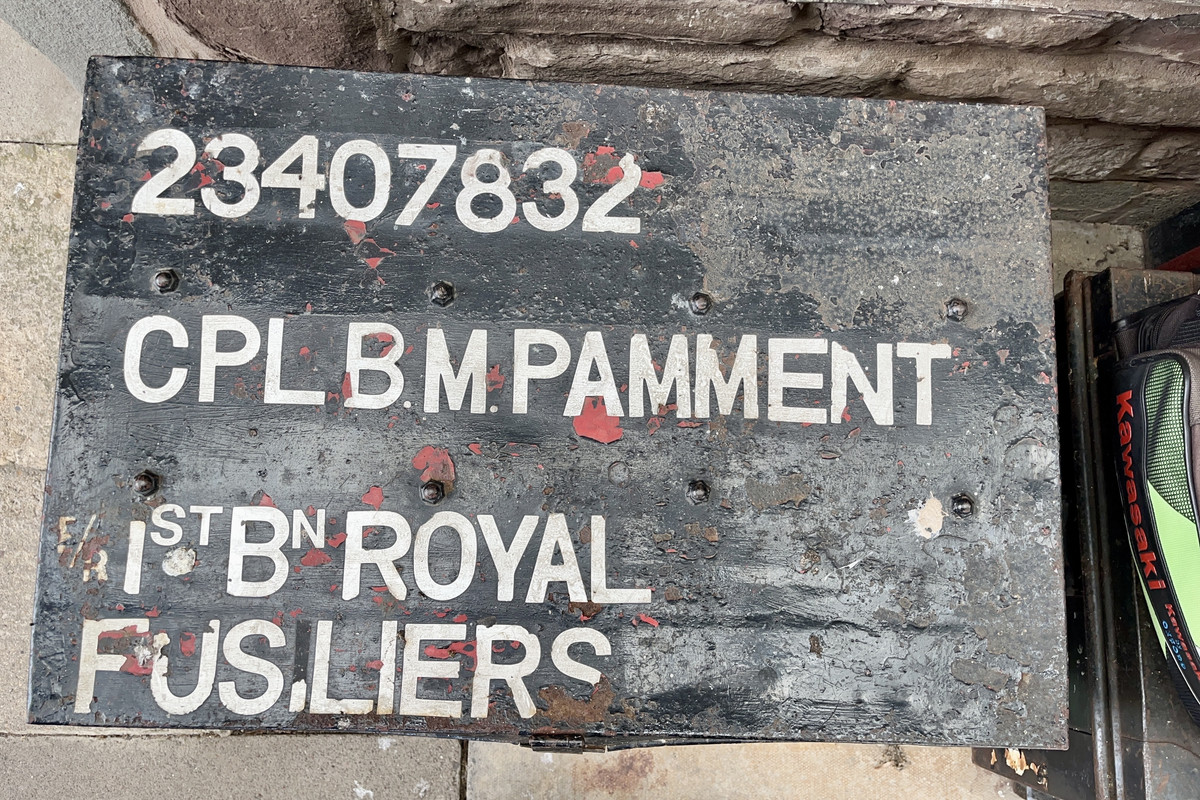 23407832
CPL B.M.PAMMENT
E/R 1ST BN ROYAL
FUSILIERS
Kawasaki